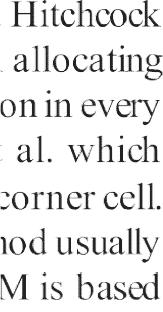 Hitchcock
allocating
on in every
al. which
corner cell.
nod usually
M is based